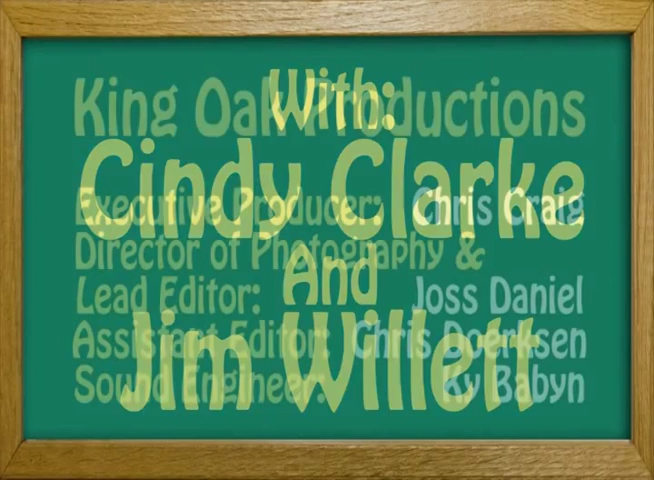 King Oak Productions
With:
Cindy Clarke
Executive Producer: Chris Craig
Director of Photography &
And
Lead Editor: Joss Daniel
Jim Willett
Assistant Editor: Chris Doerksen
Sound Engineer: Babyn